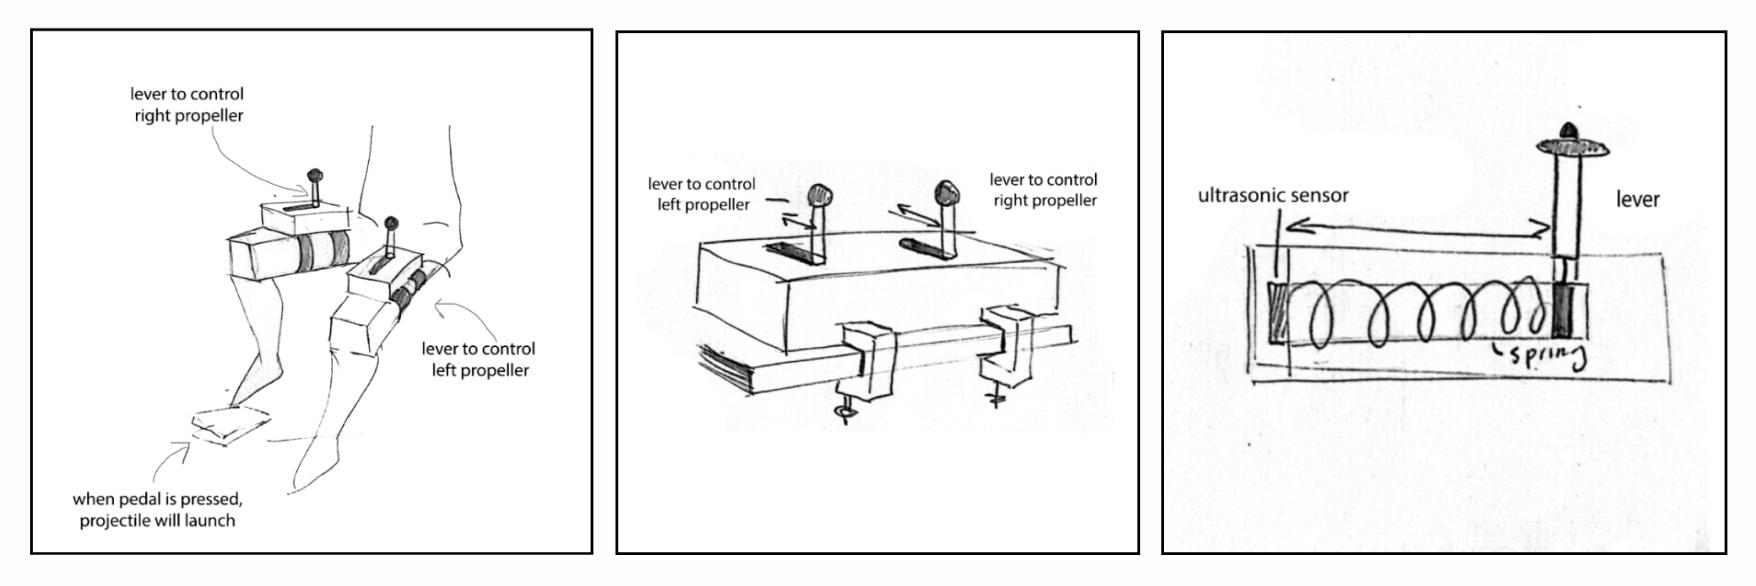 lever to control
right propeller
lever to control
left propeller
when pedal is pressed,
projectile will launch
lever to control
left propeller
lever to control
right propeller
ultrasonic sensor
lever
spring